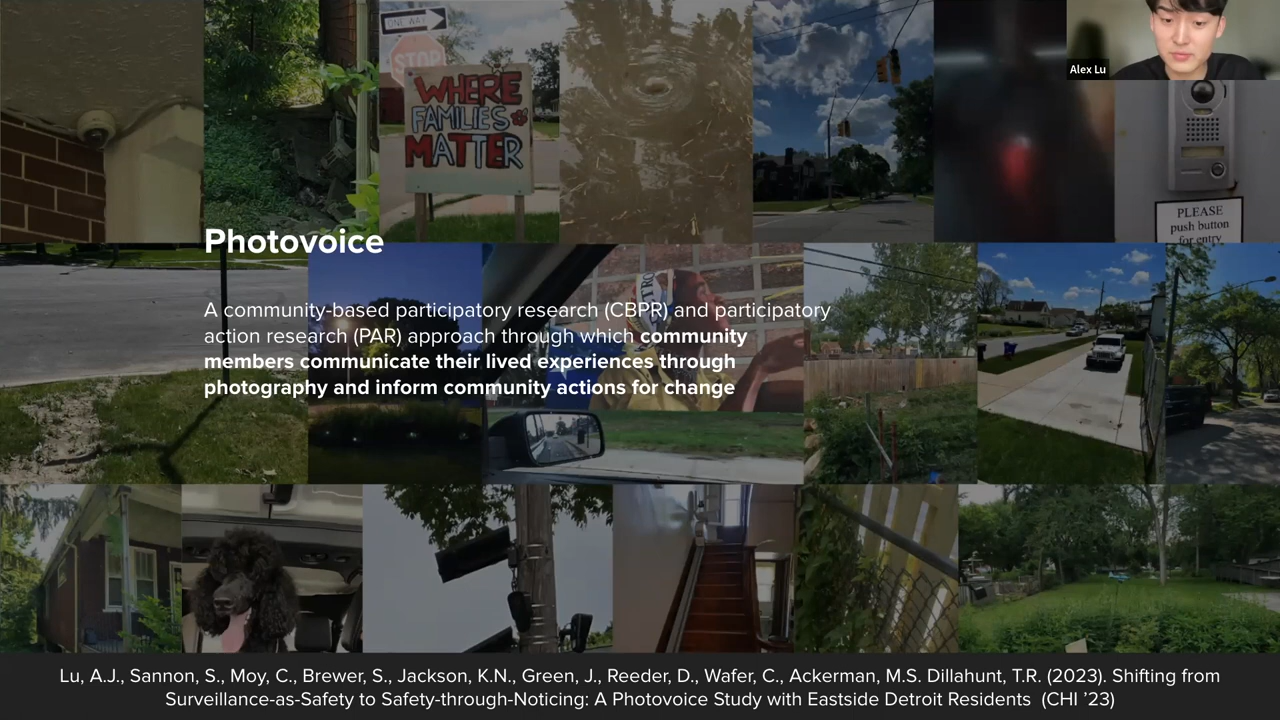 ONE WAY
STOP
WHERE
FAMILIES
MATTER
Alex Lu
PLEASE
push button
for entry
Photovoice
A community-based participatory research (CBPR) and participatory
action research (PAR) approach through which community
members communicate their lived experiences through
photography and inform community actions for change
Lu, A.J., Sannon, S., Moy, C., Brewer, S., Jackson, K.N., Green, J., Reeder, D., Wafer, C., Ackerman, M.S. Dillahunt, T.R. (2023). Shifting from
Surveillance-as-Safety to Safety-through-Noticing: A Photovoice Study with Eastside Detroit Residents (CHI ’23)